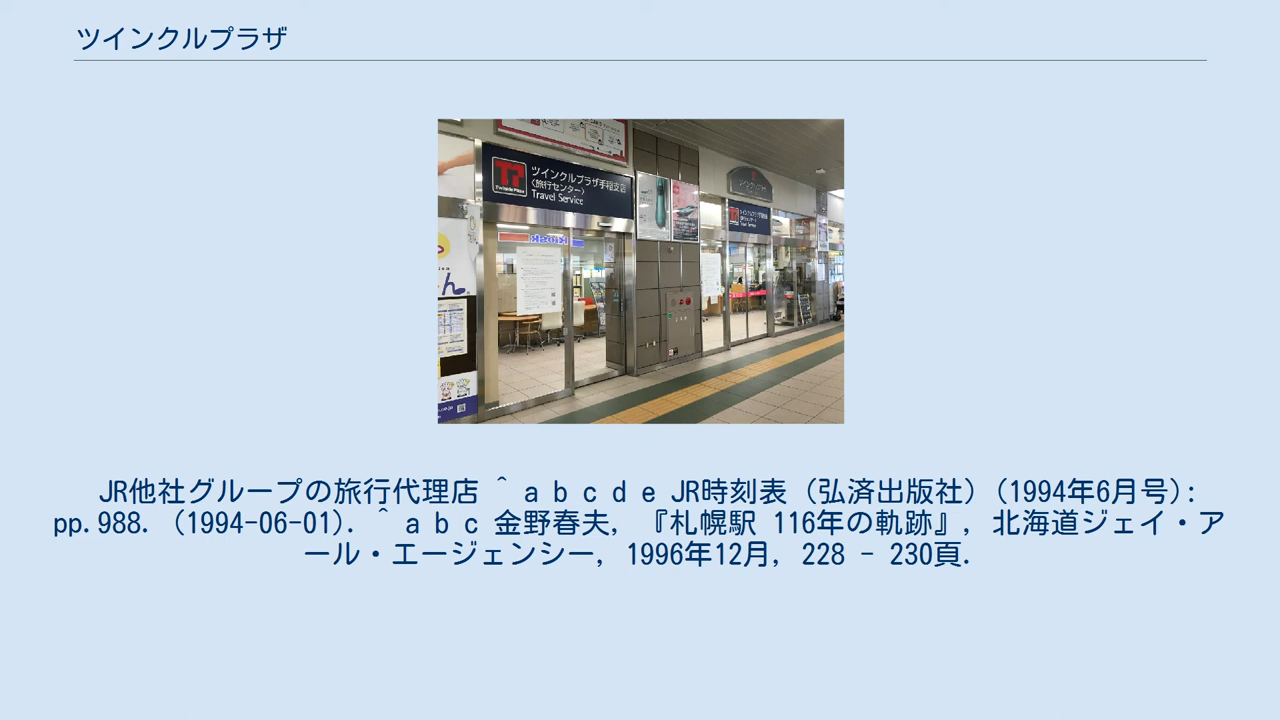 ツインクルプラザ
ツインクルプラザ手稲支店
〈旅行センター〉
Travel Service
JR他社グループの旅行代理店 ^ a b c d e JR時刻表 (弘済出版社) (1994年6月号):
pp.988. (1994-06-01). ^ a b c 金野春夫, 『札幌駅 116年の軌跡』, 北海道ジェイ・ア
ール・エージェンシー, 1996年12月, 228 - 230頁.